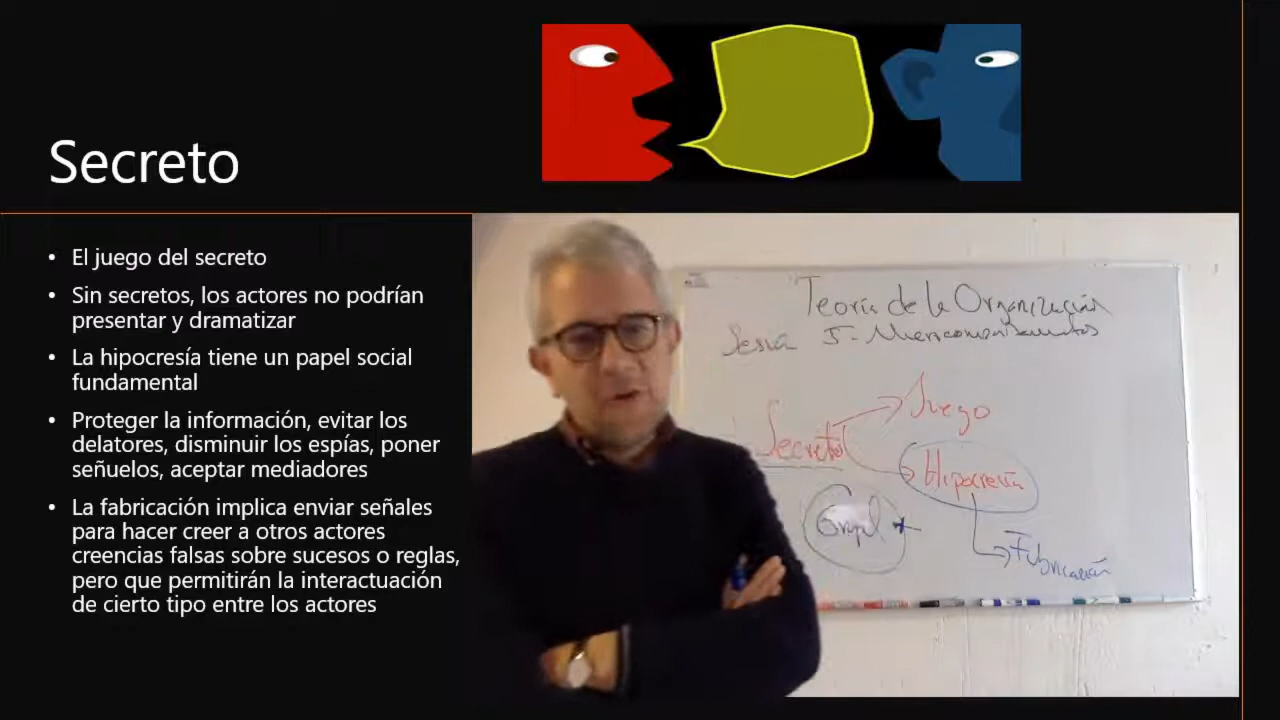 Secreto
• El juego del secreto
• Sin secretos, los actores no podrían
presentar y dramatizar
• La hipocresía tiene un papel social
fundamental
• Proteger la información, evitar los
delatores, disminuir los espías, poner
señuelos, aceptar mediadores
• La fabricación implica enviar señales
para hacer creer a otros actores
creencias falsas sobre sucesos o reglas,
pero que permitirán la interactuación
de cierto tipo entre los actores
Teoría de la Organización
5-
Secreto
Juego
Hipocresía
Fabricación